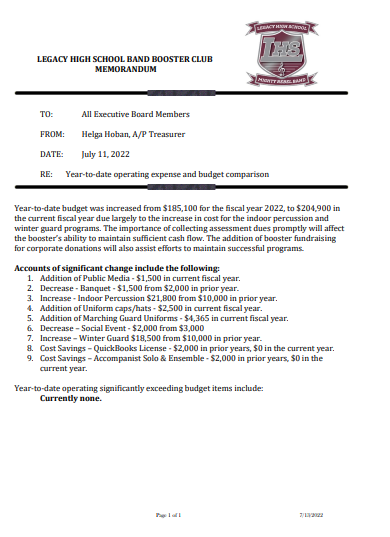 LEGACY HIGH SCHOOL
LHS
MIGHTY REBEL BAND
LEGACY HIGH SCHOOL BAND BOOSTER CLUB
MEMORANDUM
TO: All Executive Board Members
FROM: Helga Hoban, A/P Treasurer
DATE: July 11, 2022
RE: Year-to-date operating expense and budget comparison
Year-to-date budget was increased from $185,100 for the fiscal year 2022, to $204,900 in
the current fiscal year due largely to the increase in cost for the indoor percussion and
winter guard programs. The importance of collecting assessment dues promptly will affect
the booster's ability to maintain sufficient cash flow. The addition of booster fundraising
for corporate donations will also assist efforts to maintain successful programs.
Accounts of significant change include the following:
1. Addition of Public Media - $1,500 in current fiscal year.
2. Decrease - Banquet - $1,500 from $2,000 in prior year.
3. Increase - Indoor Percussion $21,800 from $10,000 in prior year.
4. Addition of Uniform caps/hats - $2,500 in current fiscal year.
5. Addition of Marching Guard Uniforms - $4,365 in current fiscal year.
6. Decrease – Social Event - $2,000 from $3,000
7. Increase – Winter Guard $18,500 from $10,000 in prior year.
8. Cost Savings – QuickBooks License - $2,000 in prior years, $0 in the current year.
9. Cost Savings – Accompanist Solo & Ensemble - $2,000 in prior years, $0 in the
current year.
Year-to-date operating significantly exceeding budget items include:
Currently none.
Page 1 of 1 7/13/2022